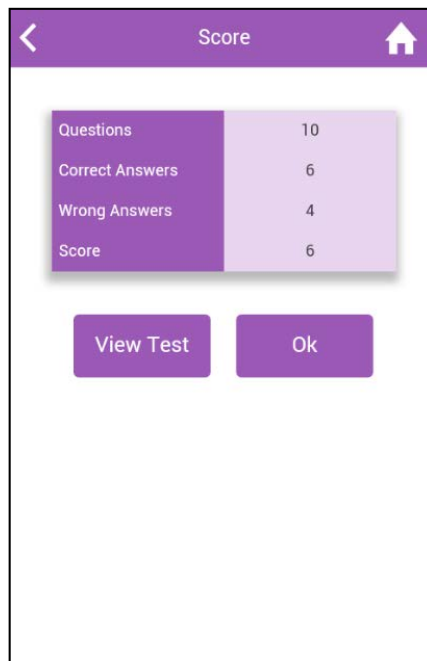 Score
Questions 10
Correct Answers 6
Wrong Answers 4
Score 6
View Test Ok